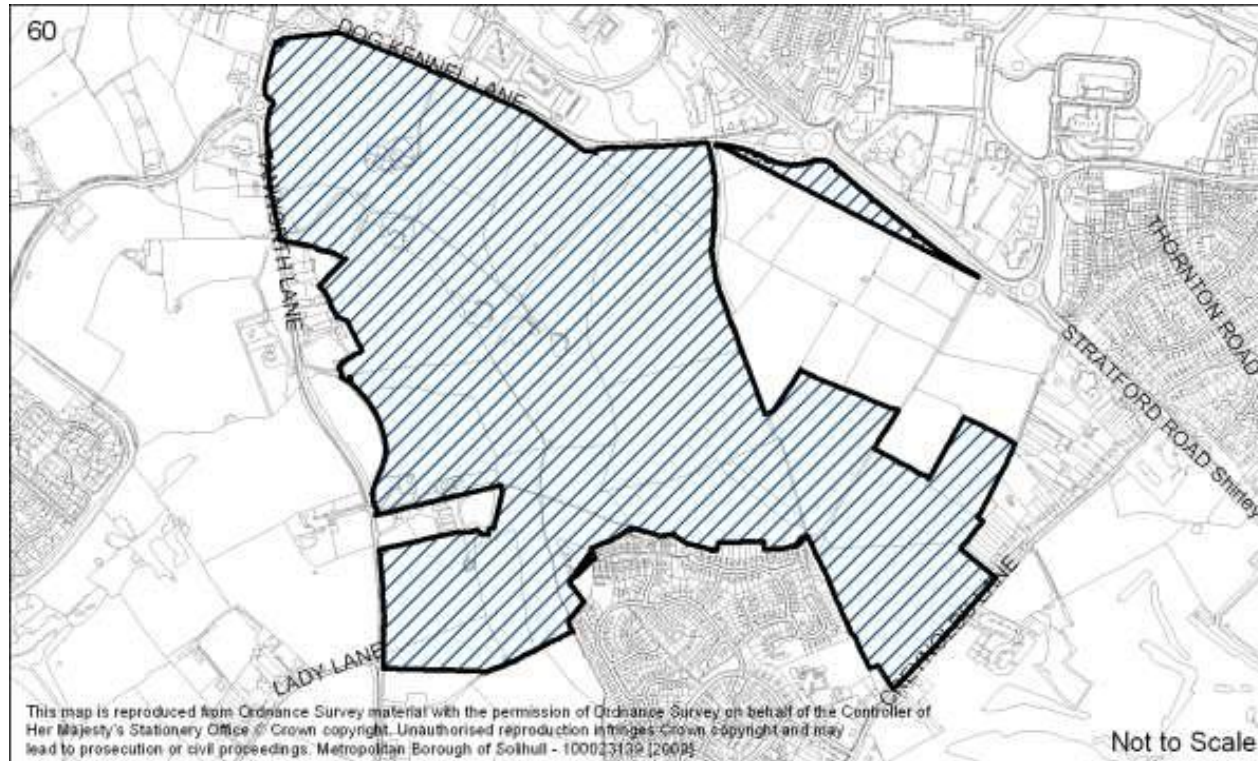 60
DOG KENNEL LANE
LANE
THORNTON ROAD
STRATFORD ROAD Shirley
LADY LANE
LANE
This map is reproduced from Ordnance Survey material with the permission of Ordnance Survey on behalf of the Controller of
Her Majesty's Stationery Office © Crown copyright. Unauthorised reproduction infringes Crown copyright and may
lead to prosecution or civil proceedings. Metropolitan Borough of Solihull - 100023139 [2009]
Not to Scale